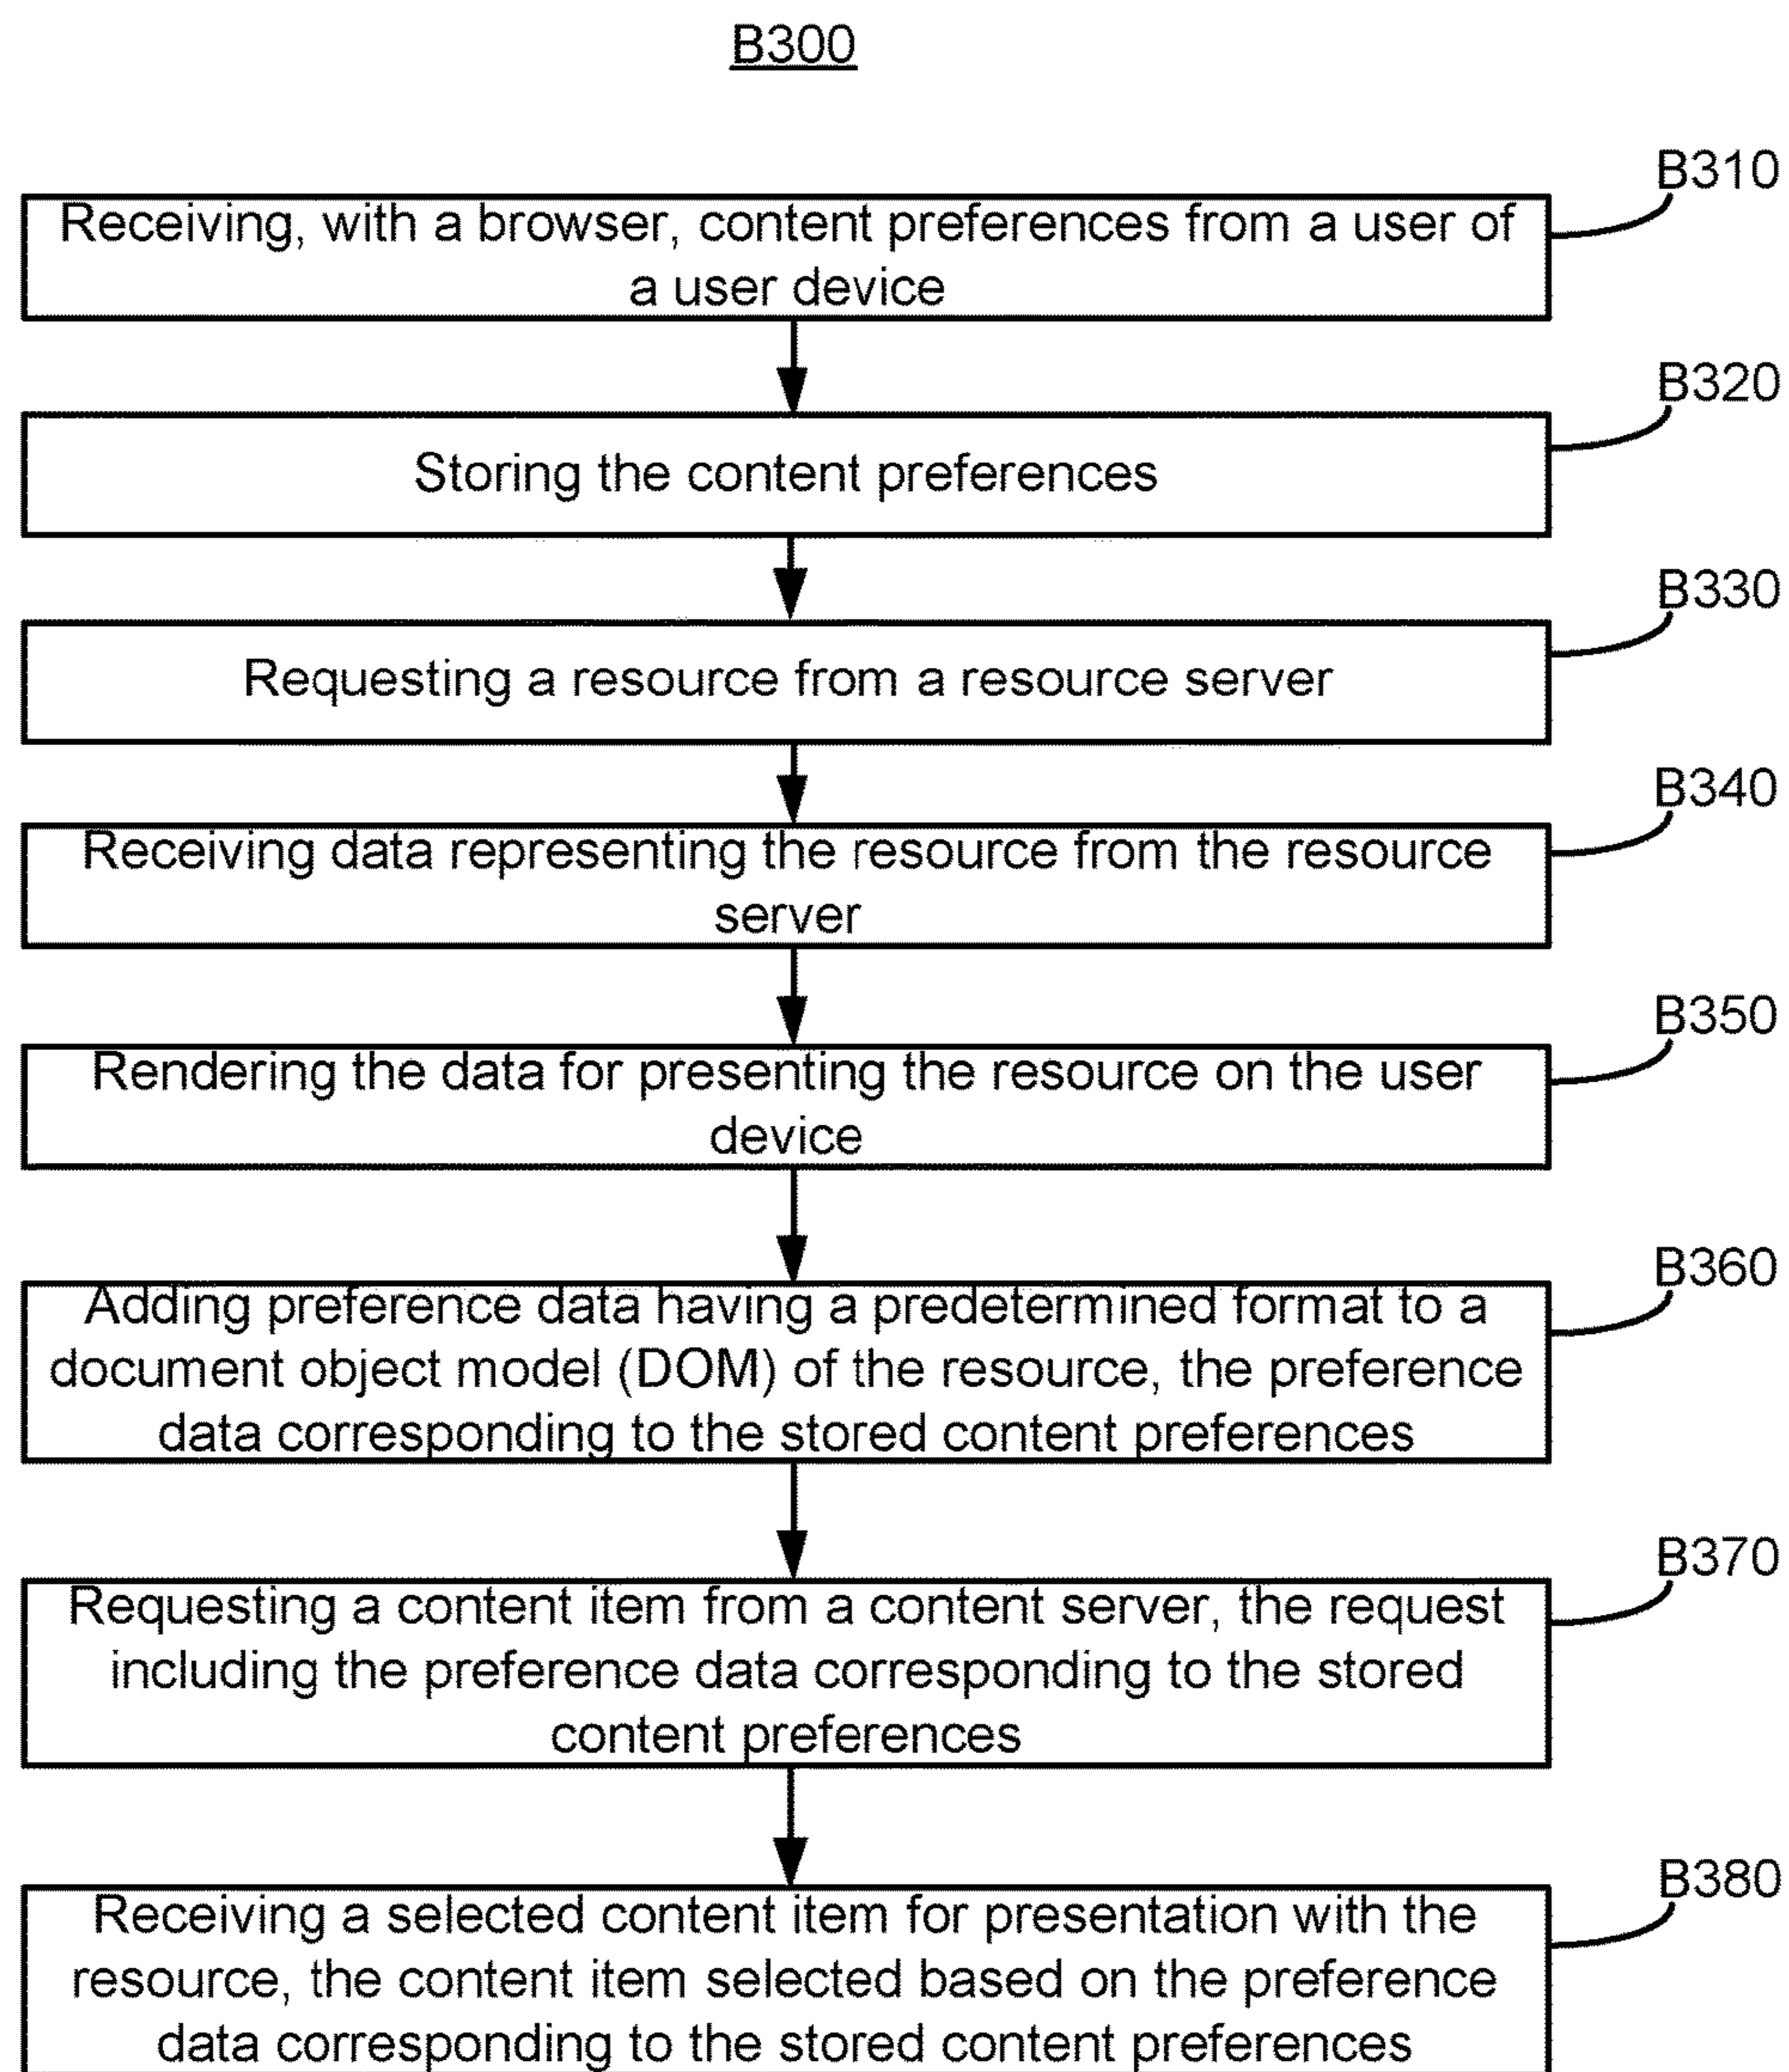 B300
B310
Receiving, with a browser, content preferences from a user of
a user device
B320
Storing the content preferences
B330
Requesting a resource from a resource server
B340
Receiving data representing the resource from the resource
server
B350
Rendering the data for presenting the resource on the user
device
B360
Adding preference data having a predetermined format to a
document object model (DOM) of the resource, the preference
data corresponding to the stored content preferences
B370
Requesting a content item from a content server, the request
including the preference data corresponding to the stored
content preferences
B380
Receiving a selected content item for presentation with the
resource, the content item selected based on the preference
data corresponding to the stored content preferences